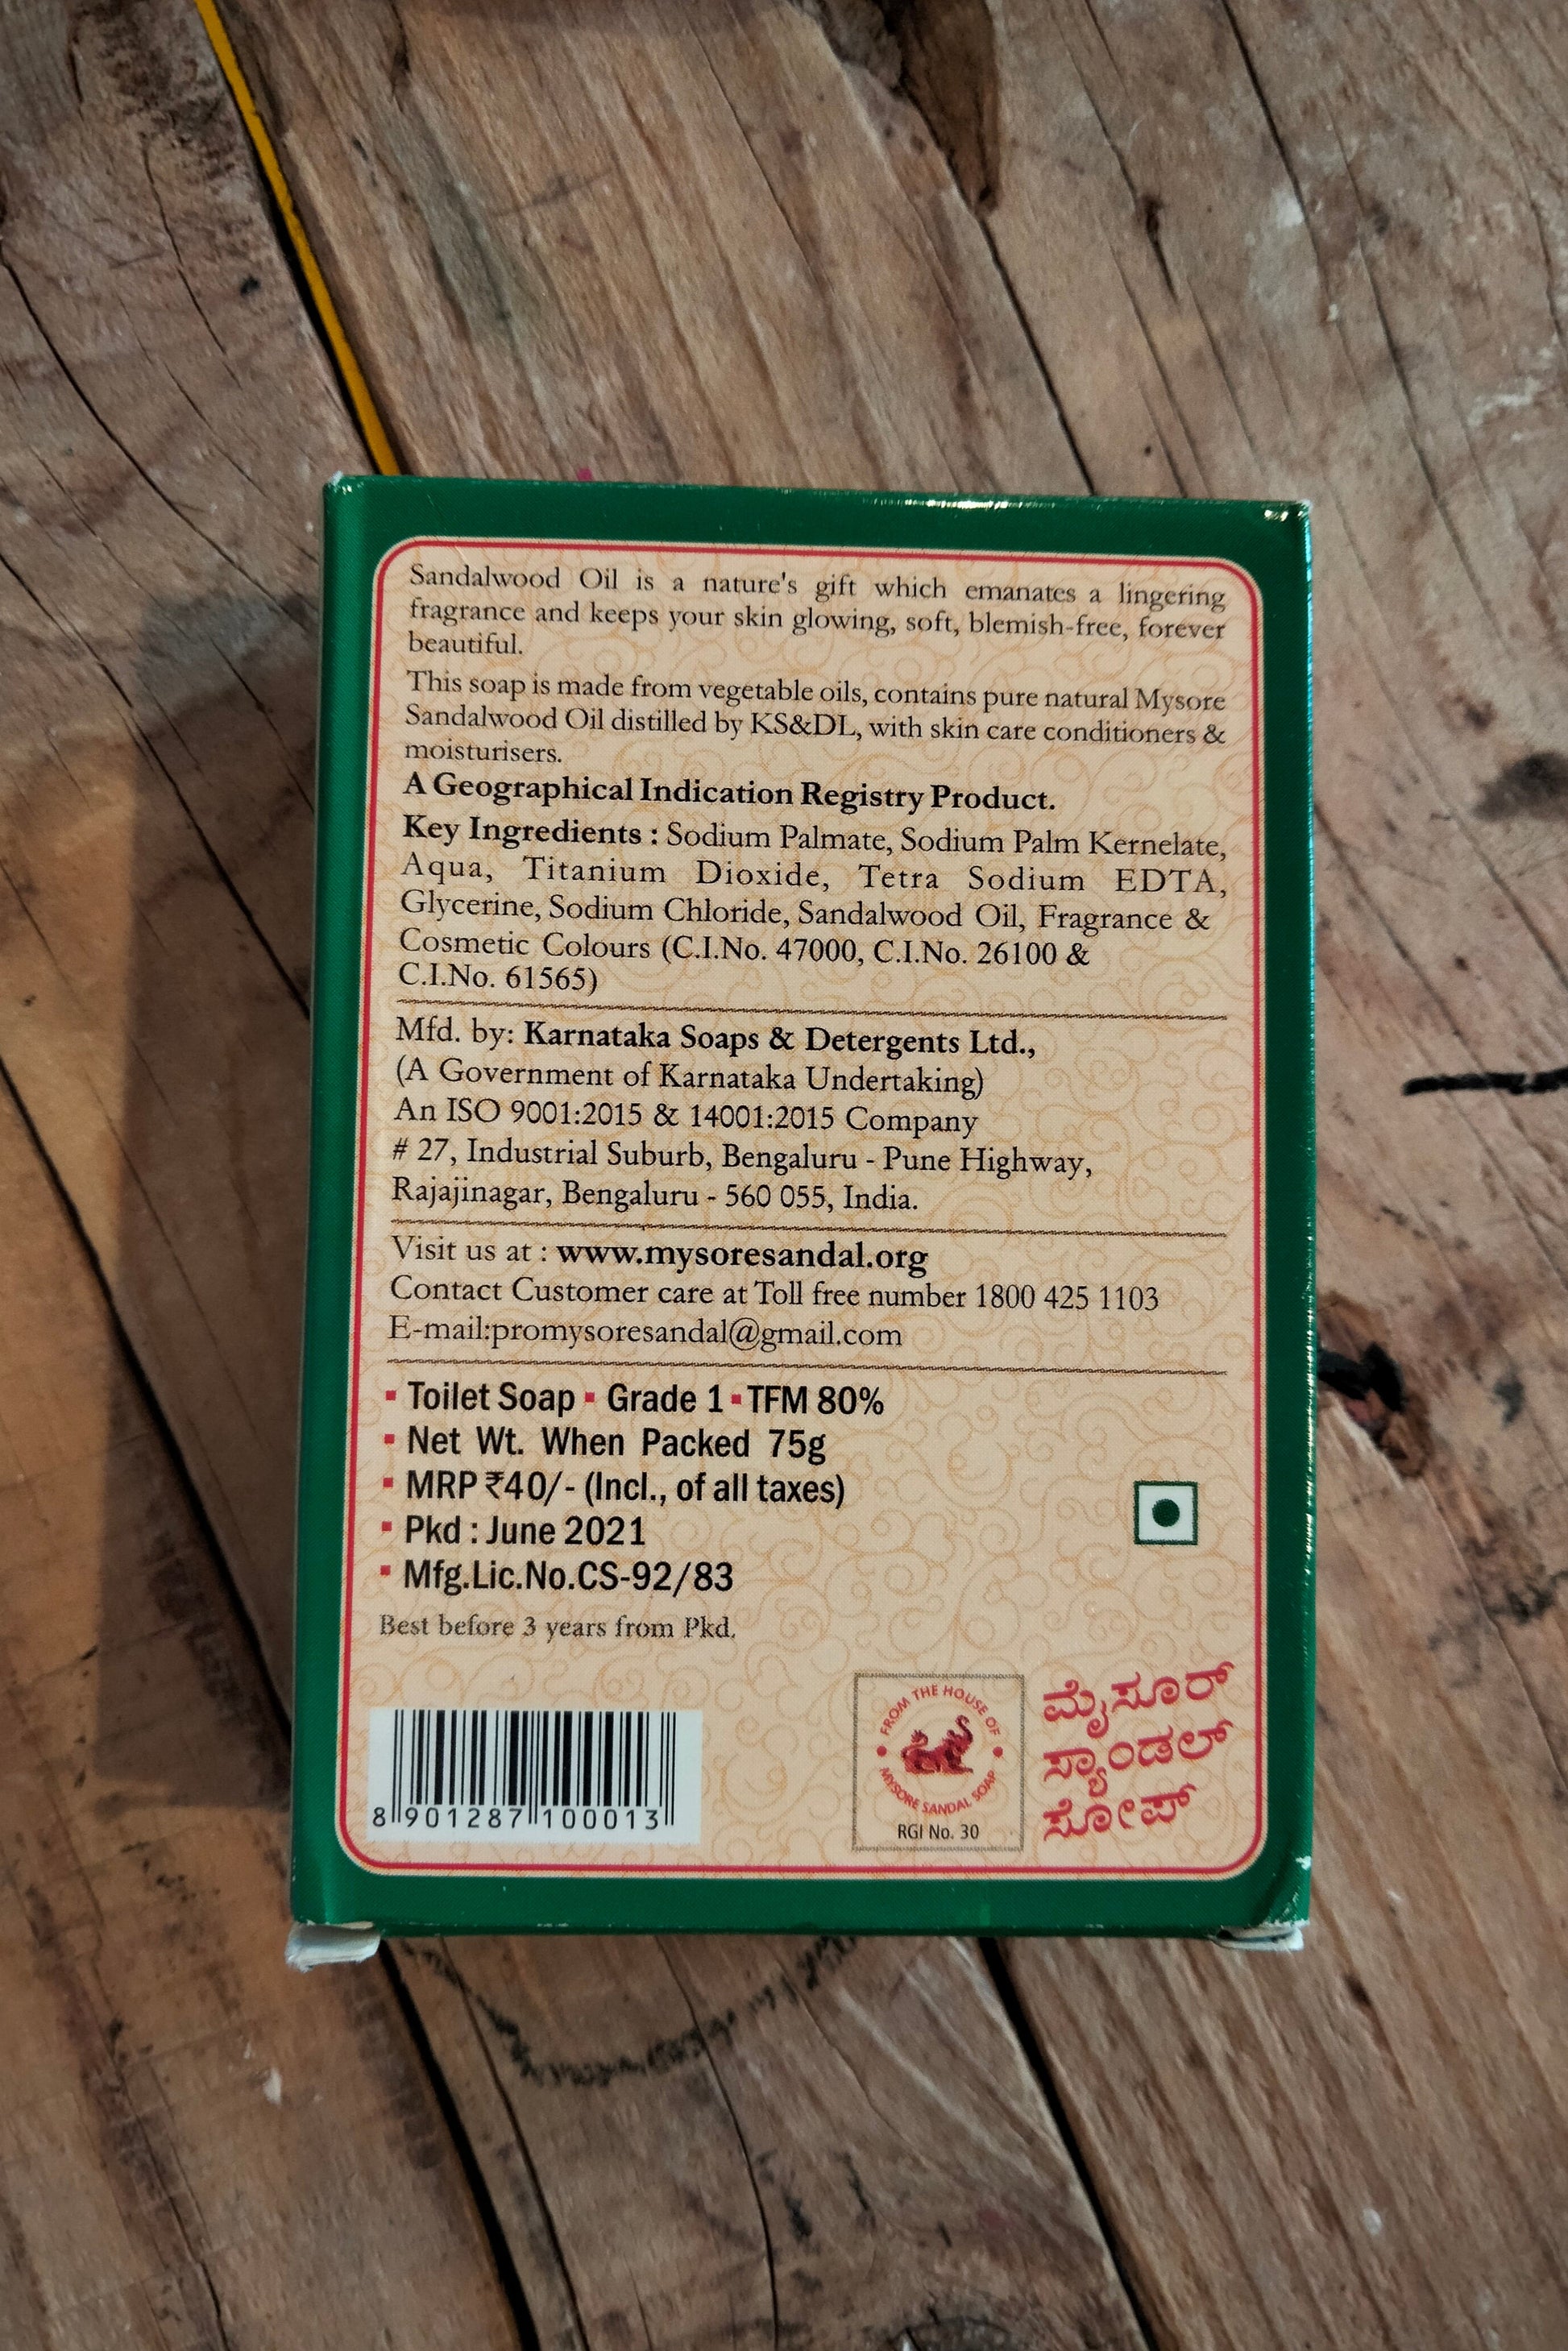 Sandalwood Oil is a nature's gift which emanates a lingering
fragrance and keeps your skin glowing, soft, blemish-free, forever
beautiful.
This soap is made from vegetable oils, contains pure natural Mysore
Sandalwood Oil distilled by KS&DL, with skin care conditioners &
moisturisers.
A Geographical Indication Registry Product.
Key Ingredients : Sodium Palmate, Sodium Palm Kernelate,
Aqua, Titanium Dioxide, Tetra Sodium EDTA,
Glycerine, Sodium Chloride, Sandalwood Oil, Fragrance &
Cosmetic Colours (C.I.No. 47000, C.I.No. 26100 &
C.I.No. 61565)
Mfd. by: Karnataka Soaps & Detergents Ltd.,
(A Government of Karnataka Undertaking)
An ISO 9001:2015 & 14001:2015 Company
# 27, Industrial Suburb, Bengaluru - Pune Highway,
Rajajinagar, Bengaluru - 560 055, India.
Visit us at : www.mysoresandal.org
Contact Customer care at Toll free number 1800 425 1103
E-mail:promysoresandal@gmail.com
▪ Toilet Soap ▪ Grade 1 ▪ TFM 80%
▪ Net Wt. When Packed 75g
▪ MRP ₹40/- (Incl., of all taxes)
▪ Pkd : June 2021
▪ Mfg.Lic.No.CS-92/83
Best before 3 years from Pkd.
8 901287 100013
FROM THE HOUSE OF
MYSORE SANDAL SOAP
RGI No. 30
ಮೈಸೂರ್
ಸ್ಯಾಂಡಲ್
ಸೋಪ್